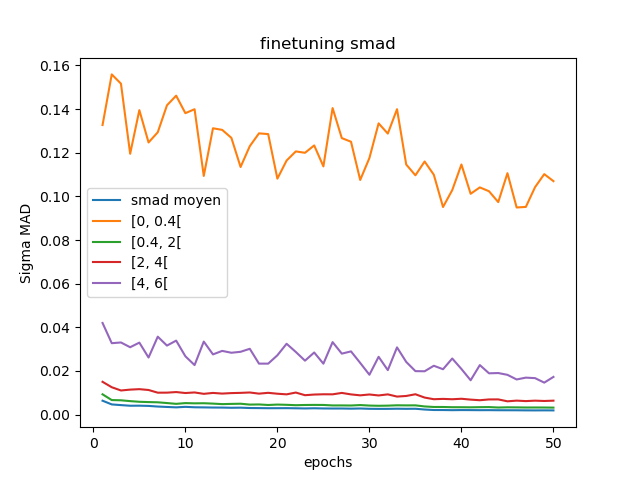 finetuning smad
Sigma MAD
0.16
0.14
0.12
0.10
0.08
0.06
0.04
0.02
0.00
smad moyen
[0, 0.4[
[0.4, 2[
[2, 4[
[4, 6[
0 10 20 30 40 50
epochs